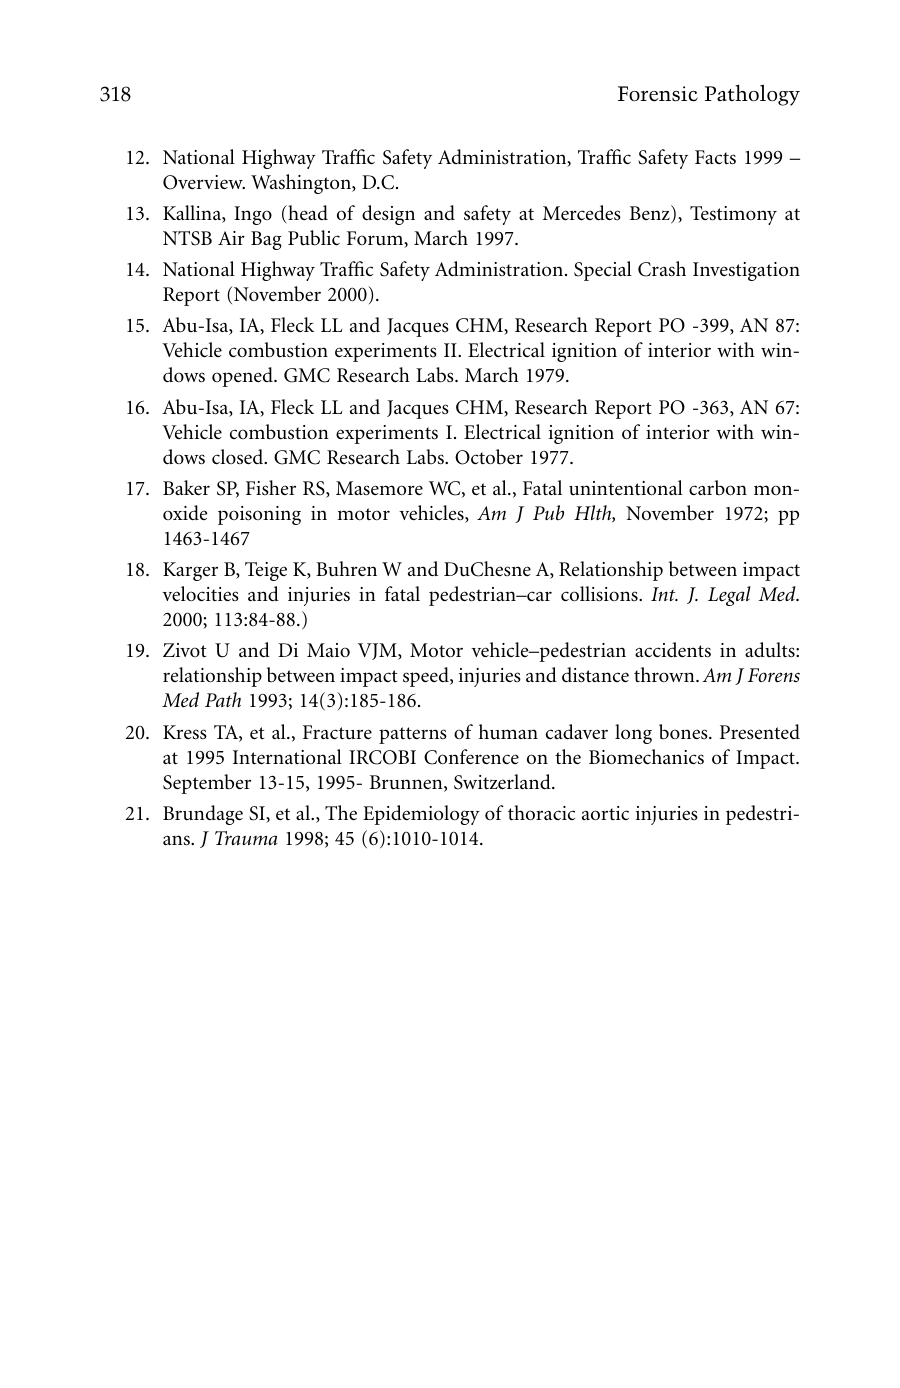 318 Forensic Pathology
12. National Highway Traffic Safety Administration, Traffic Safety Facts 1999 –
Overview. Washington, D.C.
13. Kallina, Ingo (head of design and safety at Mercedes Benz), Testimony at
NTSB Air Bag Public Forum, March 1997.
14. National Highway Traffic Safety Administration. Special Crash Investigation
Report (November 2000).
15. Abu-Isa, IA, Fleck LL and Jacques CHM, Research Report PO -399, AN 87:
Vehicle combustion experiments II. Electrical ignition of interior with win-
dows opened. GMC Research Labs. March 1979.
16. Abu-Isa, IA, Fleck LL and Jacques CHM, Research Report PO -363, AN 67:
Vehicle combustion experiments I. Electrical ignition of interior with win-
dows closed. GMC Research Labs. October 1977.
17. Baker SP, Fisher RS, Masemore WC, et al., Fatal unintentional carbon mon-
oxide poisoning in motor vehicles, Am J Pub Hlth, November 1972; pp
1463-1467
18. Karger B, Teige K, Buhren W and DuChesne A, Relationship between impact
velocities and injuries in fatal pedestrian–car collisions. Int. J. Legal Med.
2000; 113:84-88.)
19. Zivot U and Di Maio VJM, Motor vehicle–pedestrian accidents in adults:
relationship between impact speed, injuries and distance thrown. Am J Forens
Med Path 1993; 14(3):185-186.
20. Kress TA, et al., Fracture patterns of human cadaver long bones. Presented
at 1995 International IRCOBI Conference on the Biomechanics of Impact.
September 13-15, 1995- Brunnen, Switzerland.
21. Brundage SI, et al., The Epidemiology of thoracic aortic injuries in pedestri-
ans. J Trauma 1998; 45 (6):1010-1014.